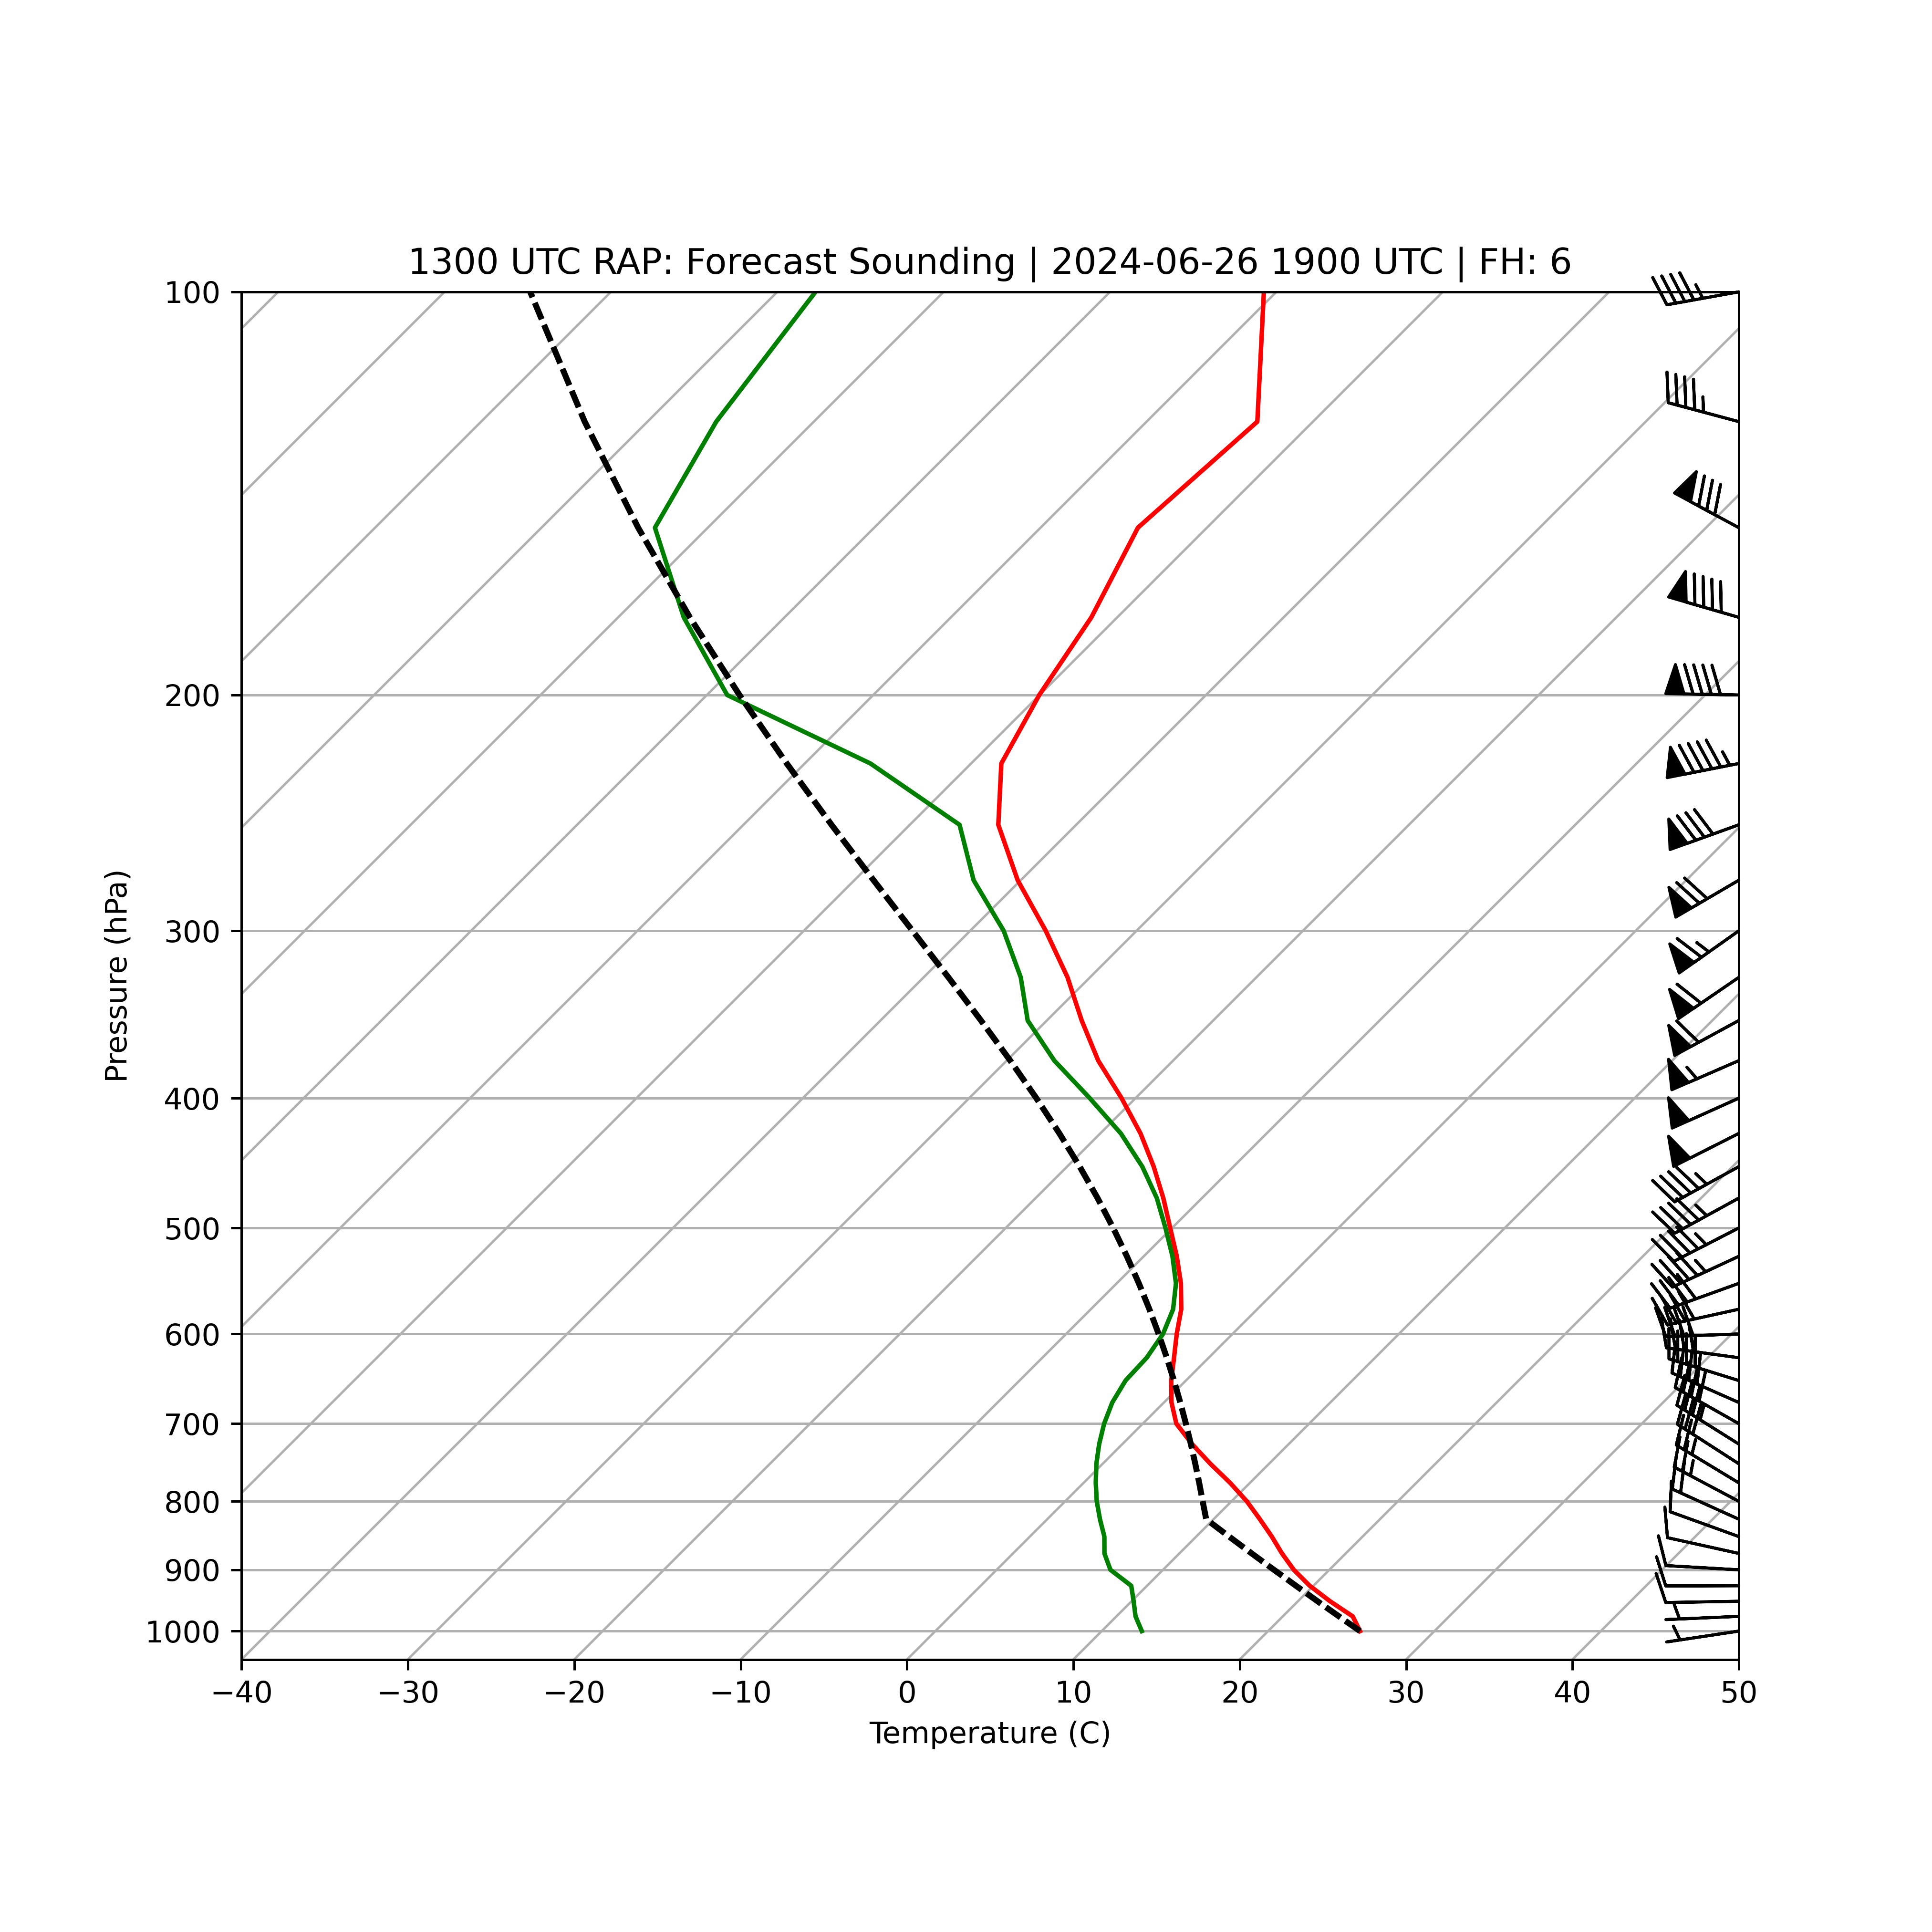 1300 UTC RAP: Forecast Sounding | 2024-06-26 1900 UTC | FH: 6
100
200
300
400
500
600
700
800
900
1000
Pressure (hPa)
−40 −30 −20 −10 0 10 20 30 40 50
Temperature (C)